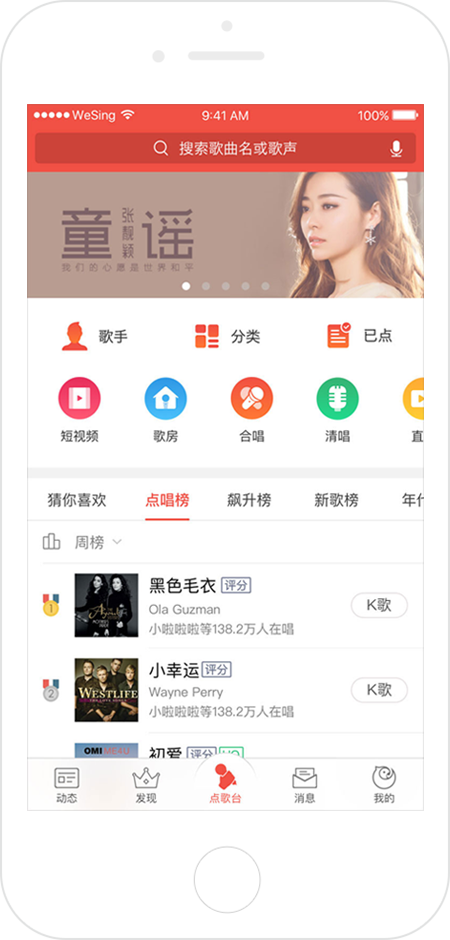 WeSing 9:41 AM 100%
搜索歌曲名或歌声
童 张靓颖 谣
我们的心愿是世界和平
歌手 分类 已点
短视频 歌房 合唱 清唱 直
猜你喜欢 点唱榜 飙升榜 新歌榜 年代
周榜
1 黑色毛衣 评分
Ola Guzman K歌
小啦啦啦等138.2万人在唱
2 小幸运 评分
WESTLIFE Wayne Perry K歌
小啦啦啦等138.2万人在唱
OMI ME4U 初爱 评分 HQ
动态 发现 点歌台 消息 我的